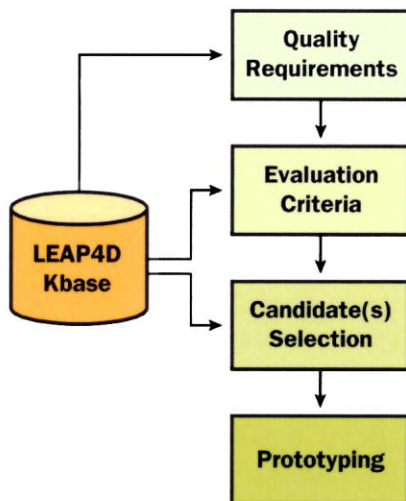 Quality
Requirements
Evaluation
Criteria
LEAP4D
Kbase
Candidate(s)
Selection
Prototyping